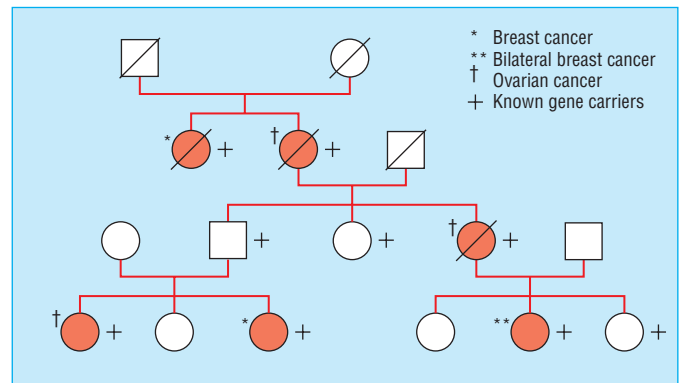 * Breast cancer
** Bilateral breast cancer
† Ovarian cancer
+ Known gene carriers
* +
† +
+
+
† +
† +
* +
** +
+